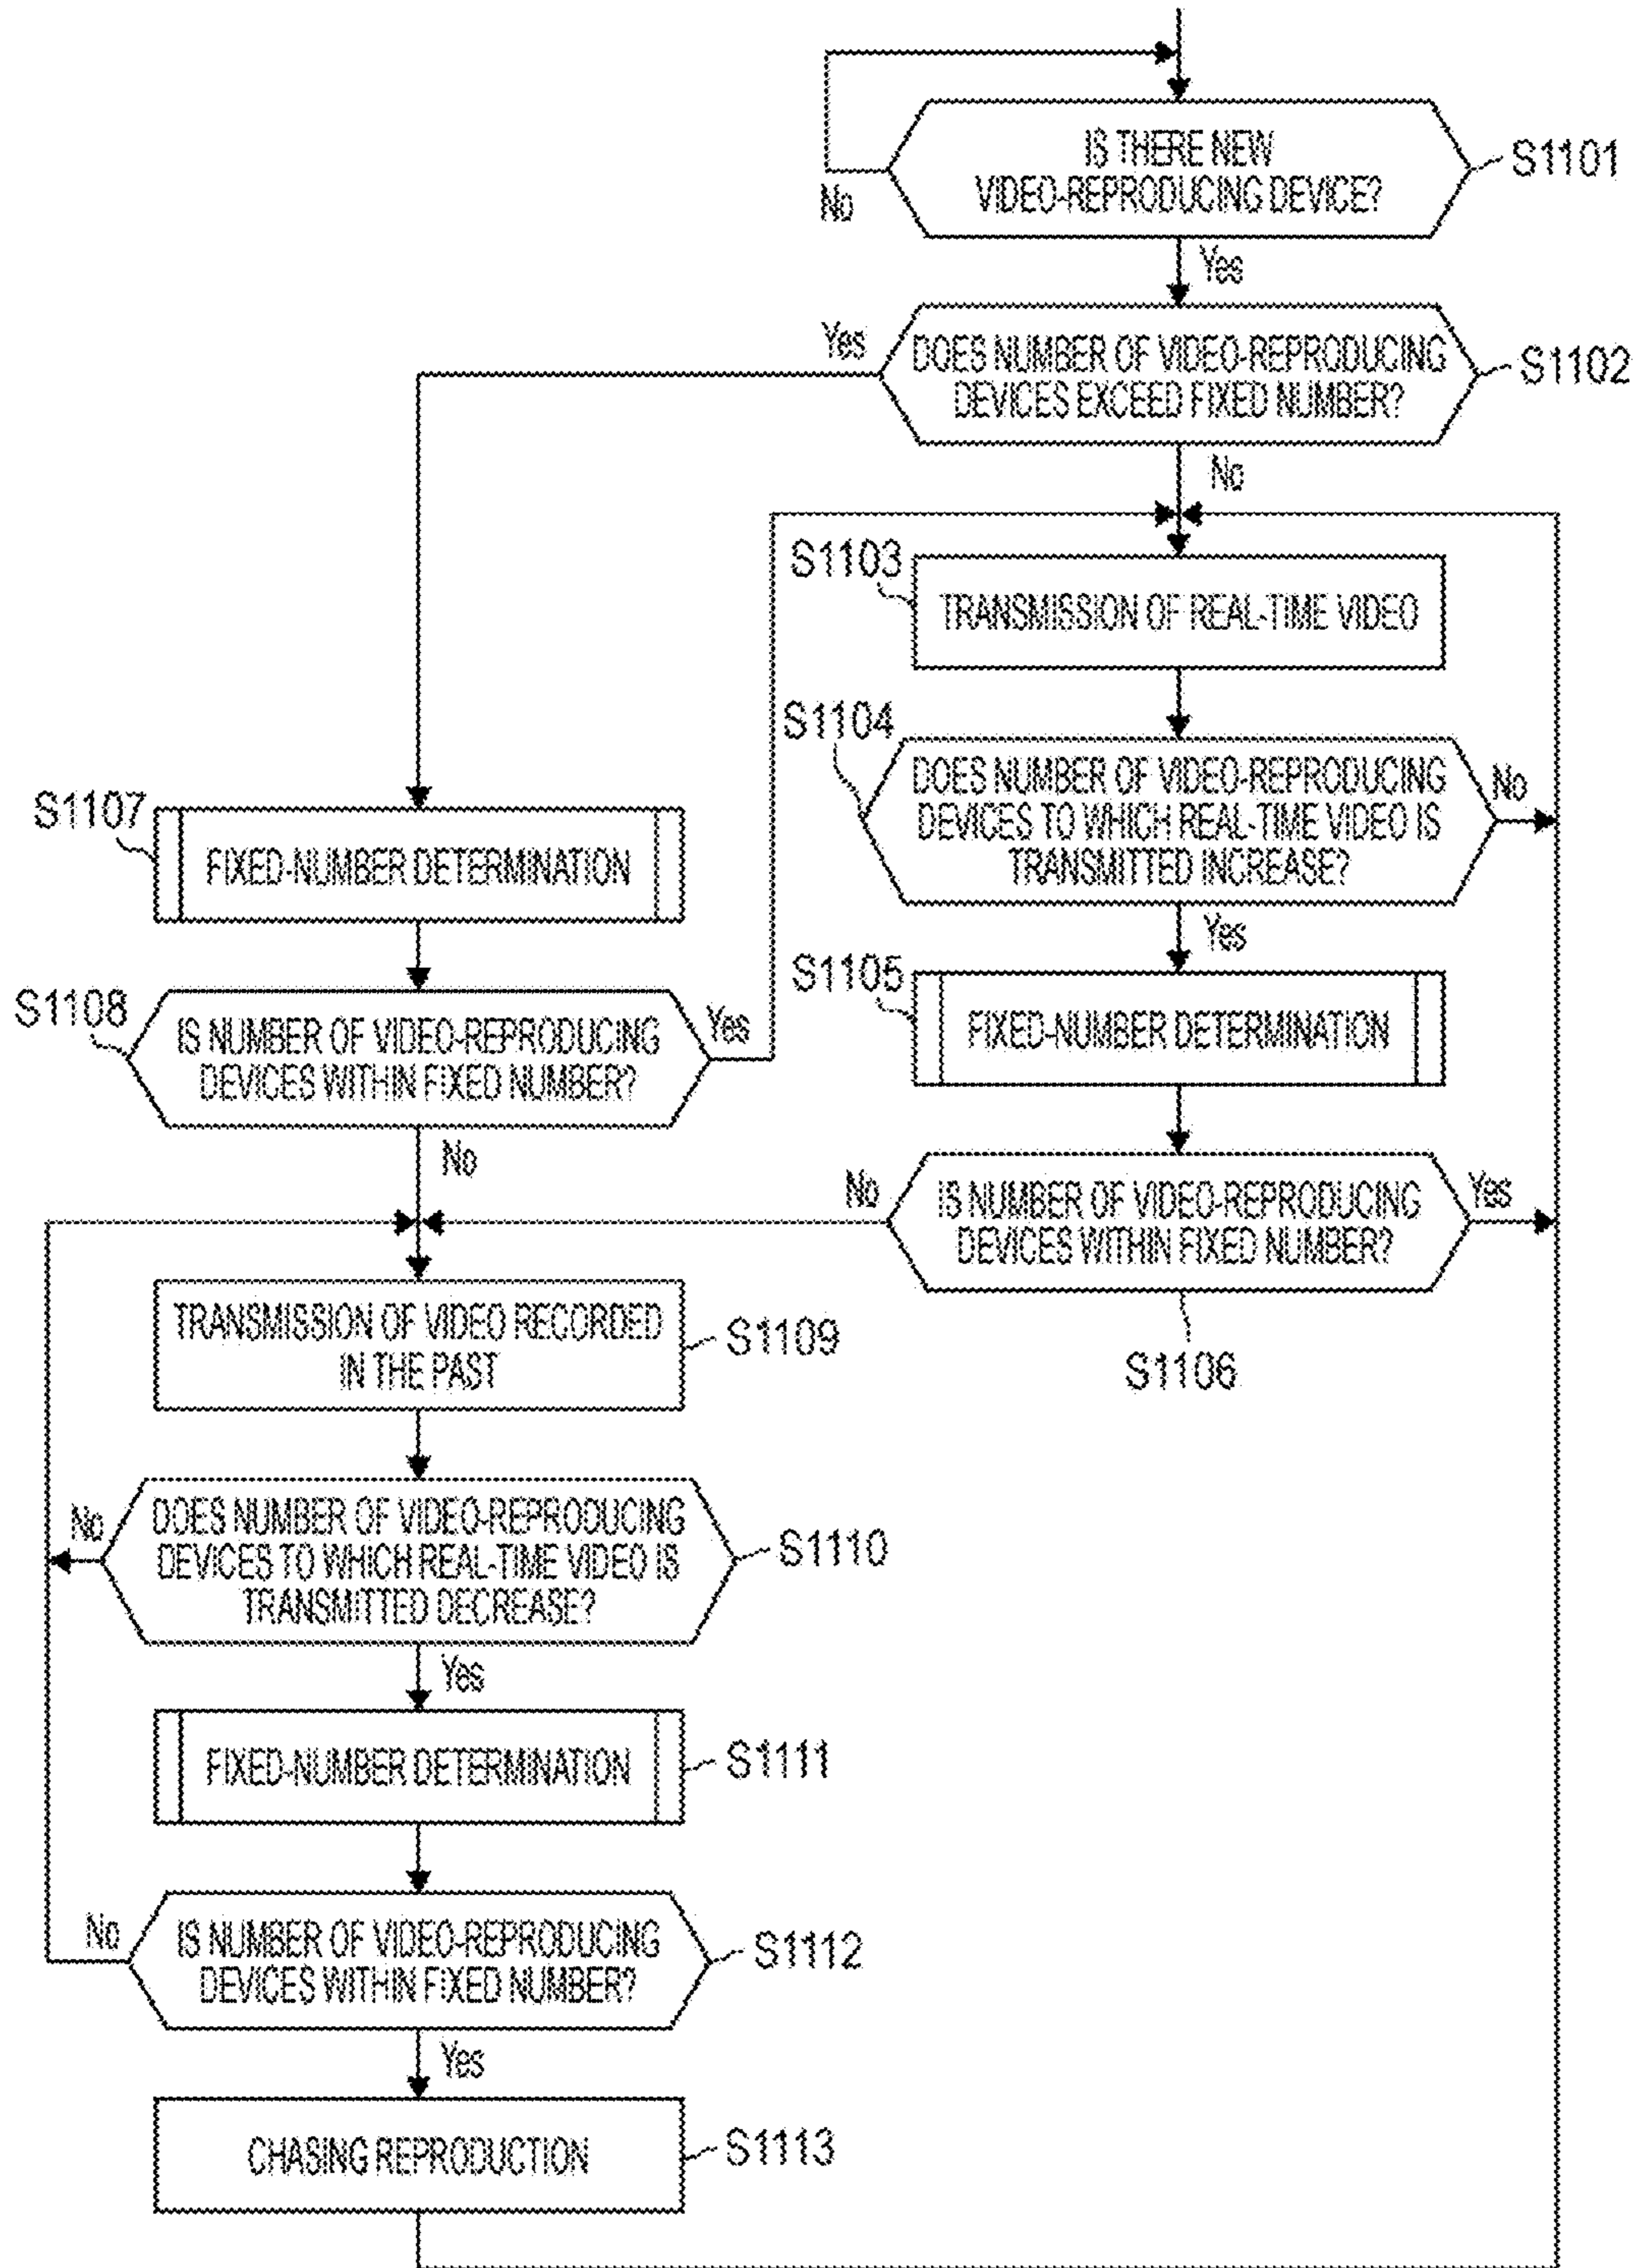 IS THERE NEW
VIDEO-REPRODUCING DEVICE?
S1101
No
Yes
DOES NUMBER OF VIDEO-REPRODUCING
DEVICES EXCEED FIXED NUMBER?
S1102
Yes
No
S1103
TRANSMISSION OF REAL-TIME VIDEO
S1104
DOES NUMBER OF VIDEO-REPRODUCING
DEVICES TO WHICH REAL-TIME VIDEO IS
TRANSMITTED INCREASE?
No
Yes
S1105
FIXED-NUMBER DETERMINATION
IS NUMBER OF VIDEO-REPRODUCING
DEVICES WITHIN FIXED NUMBER?
No
Yes
S1106
S1107
FIXED-NUMBER DETERMINATION
S1108
IS NUMBER OF VIDEO-REPRODUCING
DEVICES WITHIN FIXED NUMBER?
Yes
No
TRANSMISSION OF VIDEO RECORDED
IN THE PAST
S1109
DOES NUMBER OF VIDEO-REPRODUCING
DEVICES TO WHICH REAL-TIME VIDEO IS
TRANSMITTED DECREASE?
S1110
No
Yes
FIXED-NUMBER DETERMINATION
S1111
IS NUMBER OF VIDEO-REPRODUCING
DEVICES WITHIN FIXED NUMBER?
S1112
No
Yes
CHASING REPRODUCTION
S1113